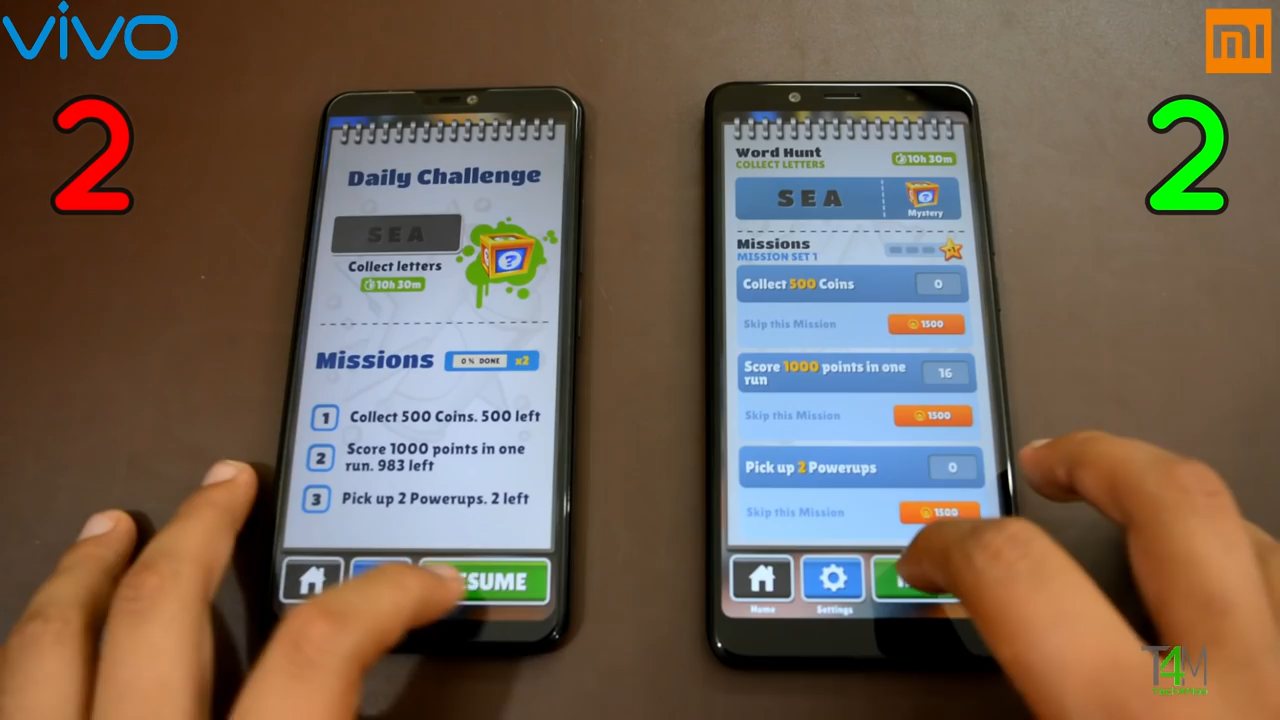 vivo
2
Daily Challenge
SEA
Collect letters
10h 30m
Missions
0% DONE x2
1 Collect 500 Coins. 500 left
2 Score 1000 points in one
run. 983 left
3 Pick up 2 Powerups. 2 left
ESUME
mi
2
Word Hunt
COLLECT LETTERS
10h 30m
SEA
Mystery
Missions
MISSION SET 1
Collect 500 Coins 0
Skip this Mission 1500
Score 1000 points in one
run 16
Skip this Mission 1500
Pick up 2 Powerups 0
Skip this Mission 1500
Home
Settings
T4M